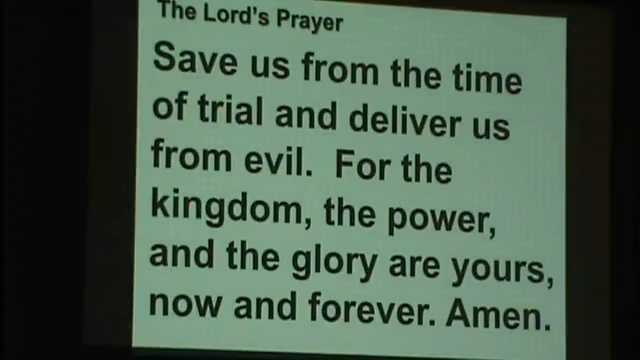 The Lord's Prayer
Save us from the time
of trial and deliver us
from evil.  For the
kingdom, the power,
and the glory are yours,
now and forever. Amen.